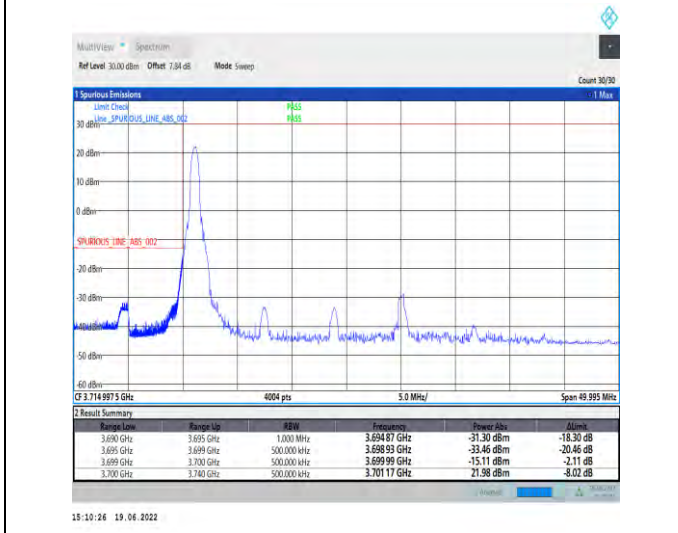 MultiView Spectrum
Ref Level 30.00 dBm Offset 7.84 dB Mode Sweep
Count 30/30
1 Spurious Emissions 1 Max
Limit Check PASS
30 dBm Line _SPURIOUS_LINE_ABS_002 PASS
20 dBm
10 dBm
0 dBm
_SPURIOUS_LINE_ABS_002
-20 dBm
-30 dBm
-40 dBm
-50 dBm
-60 dBm
CF 3.714 997 5 GHz 4004 pts 5.0 MHz/ Span 49.995 MHz
2 Result Summary
Range Low Range Up RBW Frequency Power Abs ΔLimit
3.690 GHz 3.695 GHz 1.000 MHz 3.694 87 GHz -31.30 dBm -18.30 dB
3.695 GHz 3.699 GHz 500.000 kHz 3.698 93 GHz -33.46 dBm -20.46 dB
3.699 GHz 3.700 GHz 500.000 kHz 3.699 99 GHz -15.11 dBm -2.11 dB
3.700 GHz 3.740 GHz 500.000 kHz 3.701 17 GHz 21.98 dBm -8.02 dB
15:10:26 19.06.2022